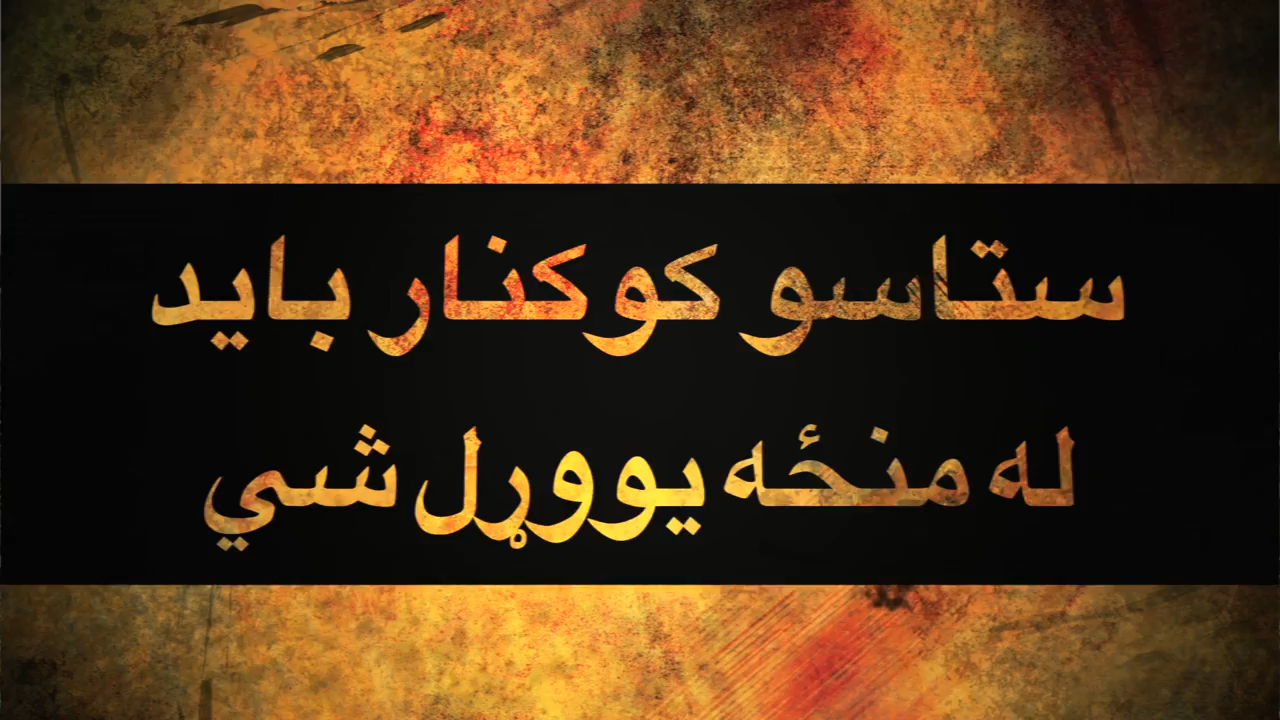 ستاسو کوکنار باید
له منځه یووړل شي